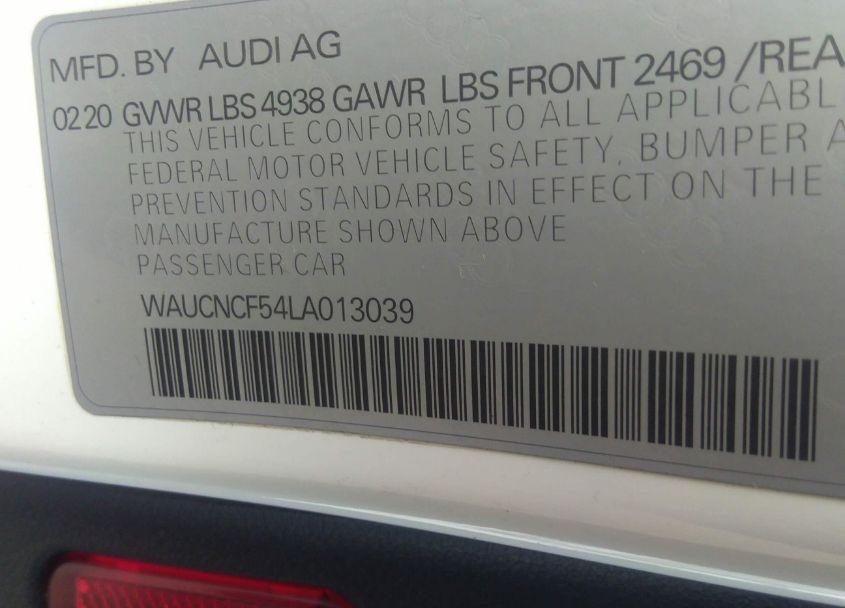 MFD. BY AUDI AG
02 20 GVWR LBS 4938 GAWR LBS FRONT 2469 /REA
THIS VEHICLE CONFORMS TO ALL APPLICABL
FEDERAL MOTOR VEHICLE SAFETY, BUMPER A
PREVENTION STANDARDS IN EFFECT ON THE
MANUFACTURE SHOWN ABOVE
PASSENGER CAR
WAUCNCF54LA013039